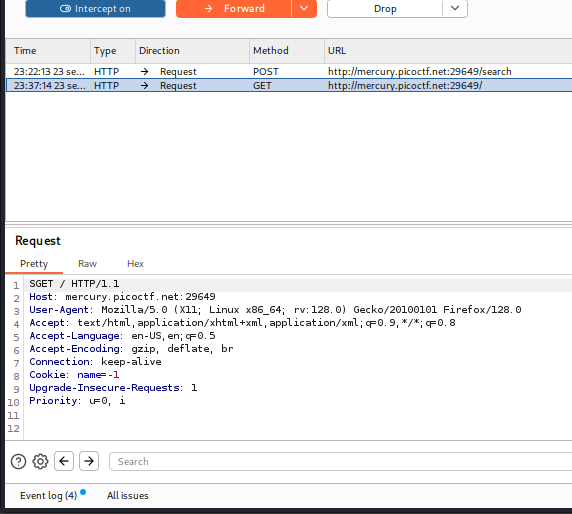 Intercept on Forward Drop
Time Type Direction Method URL
23:22:13 23 se... HTTP → Request POST http://mercury.picoctf.net:29649/search
23:37:14 23 se... HTTP → Request GET http://mercury.picoctf.net:29649/
Request
Pretty Raw Hex
1 SGET / HTTP/1.1
2 Host: mercury.picoctf.net:29649
3 User-Agent: Mozilla/5.0 (X11; Linux x86_64; rv:128.0) Gecko/20100101 Firefox/128.0
4 Accept: text/html,application/xhtml+xml,application/xml;q=0.9,*/*;q=0.8
5 Accept-Language: en-US,en;q=0.5
6 Accept-Encoding: gzip, deflate, br
7 Connection: keep-alive
8 Cookie: name=-1
9 Upgrade-Insecure-Requests: 1
10 Priority: u=0, i
11
12
Search
Event log (4) All issues